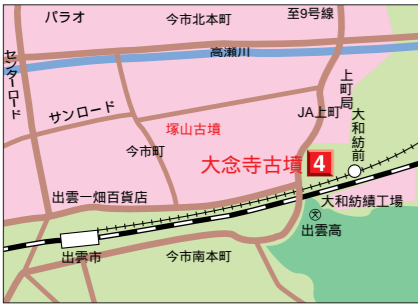 パラオ
今市北本町
至9号線
高瀬川
センターロード
サンロード
上町局
JA上町
塚山古墳
大和紡前
今市町
大念寺古墳 4
出雲一畑百貨店
大和紡績工場
文
出雲高
出雲市
今市南本町